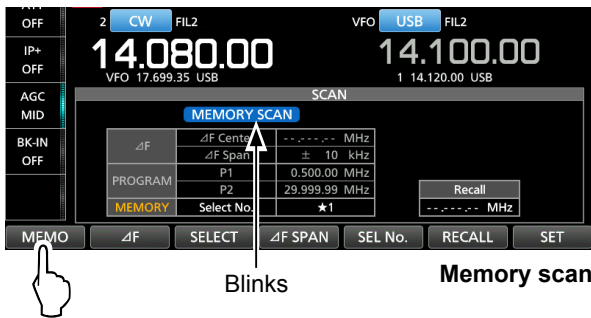 ATT
OFF
2 CW FIL2 VFO USB FIL2
14.080.00 14.100.00
VFO 17.699.35 USB 1 14.120.00 USB
IP+
OFF
AGC
MID
BK-IN
OFF
SCAN
MEMORY SCAN
⊿F ⊿F Center --.---.-- MHz
⊿F Span ± 10 kHz
PROGRAM P1 0.500.00 MHz
P2 29.999.99 MHz
MEMORY Select No. ★1
Recall
--.---.-- MHz
MEMO ⊿F SELECT ⊿F SPAN SEL No. RECALL SET
Blinks
Memory scan